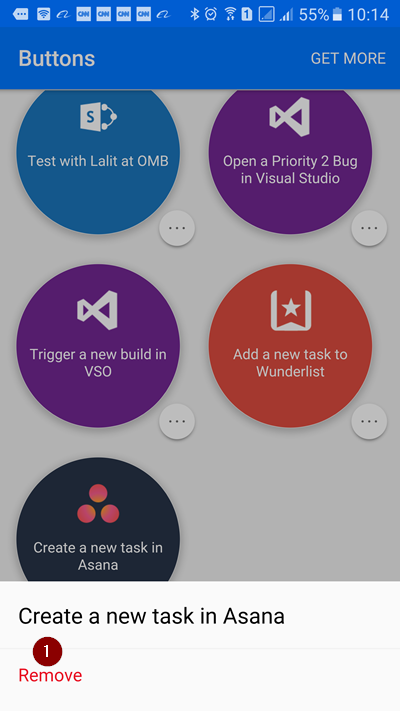 CNN CNN CNN CNN 1 55% 10:14
Buttons GET MORE
S
Test with Lalit at OMB
Open a Priority 2 Bug
in Visual Studio
...
...
Trigger a new build in
VSO
Add a new task to
Wunderlist
...
...
Create a new task in
Asana
Create a new task in Asana
1
Remove